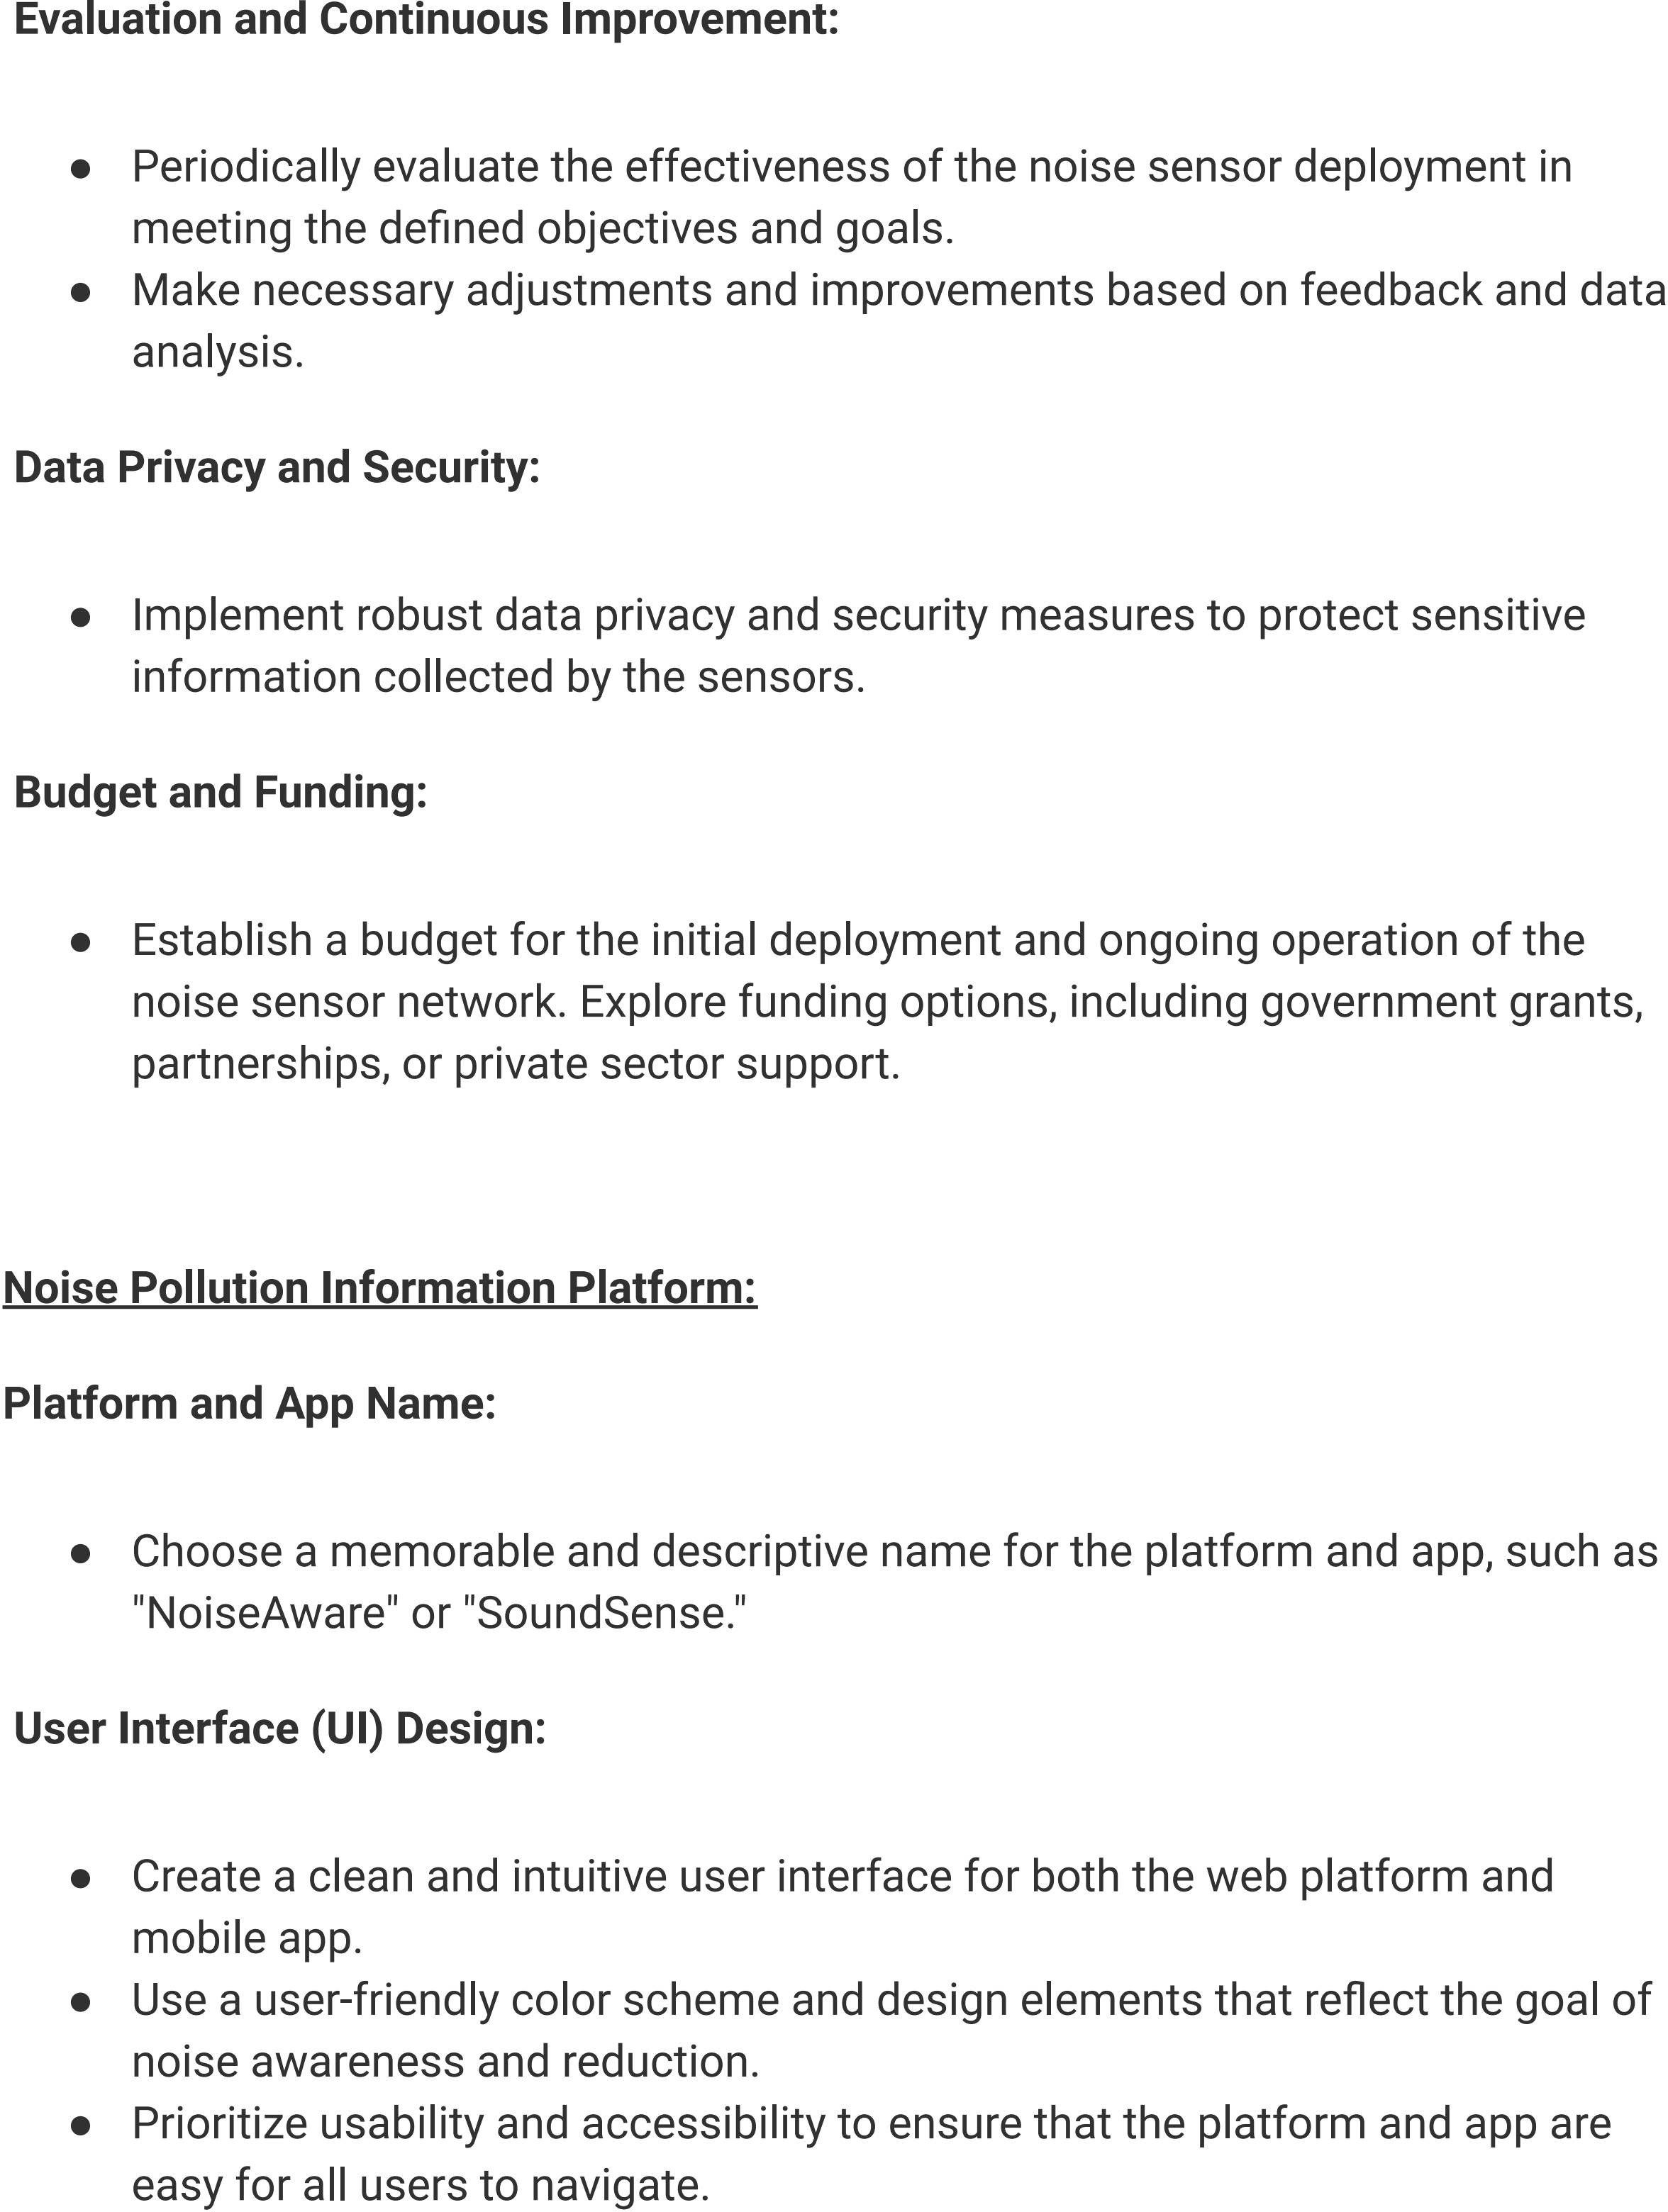 Evaluation and Continuous Improvement:
● Periodically evaluate the effectiveness of the noise sensor deployment in
meeting the defined objectives and goals.
● Make necessary adjustments and improvements based on feedback and data
analysis.
Data Privacy and Security:
● Implement robust data privacy and security measures to protect sensitive
information collected by the sensors.
Budget and Funding:
● Establish a budget for the initial deployment and ongoing operation of the
noise sensor network. Explore funding options, including government grants,
partnerships, or private sector support.
Noise Pollution Information Platform:
Platform and App Name:
● Choose a memorable and descriptive name for the platform and app, such as
"NoiseAware" or "SoundSense."
User Interface (UI) Design:
● Create a clean and intuitive user interface for both the web platform and
mobile app.
● Use a user-friendly color scheme and design elements that reflect the goal of
noise awareness and reduction.
● Prioritize usability and accessibility to ensure that the platform and app are
easy for all users to navigate.